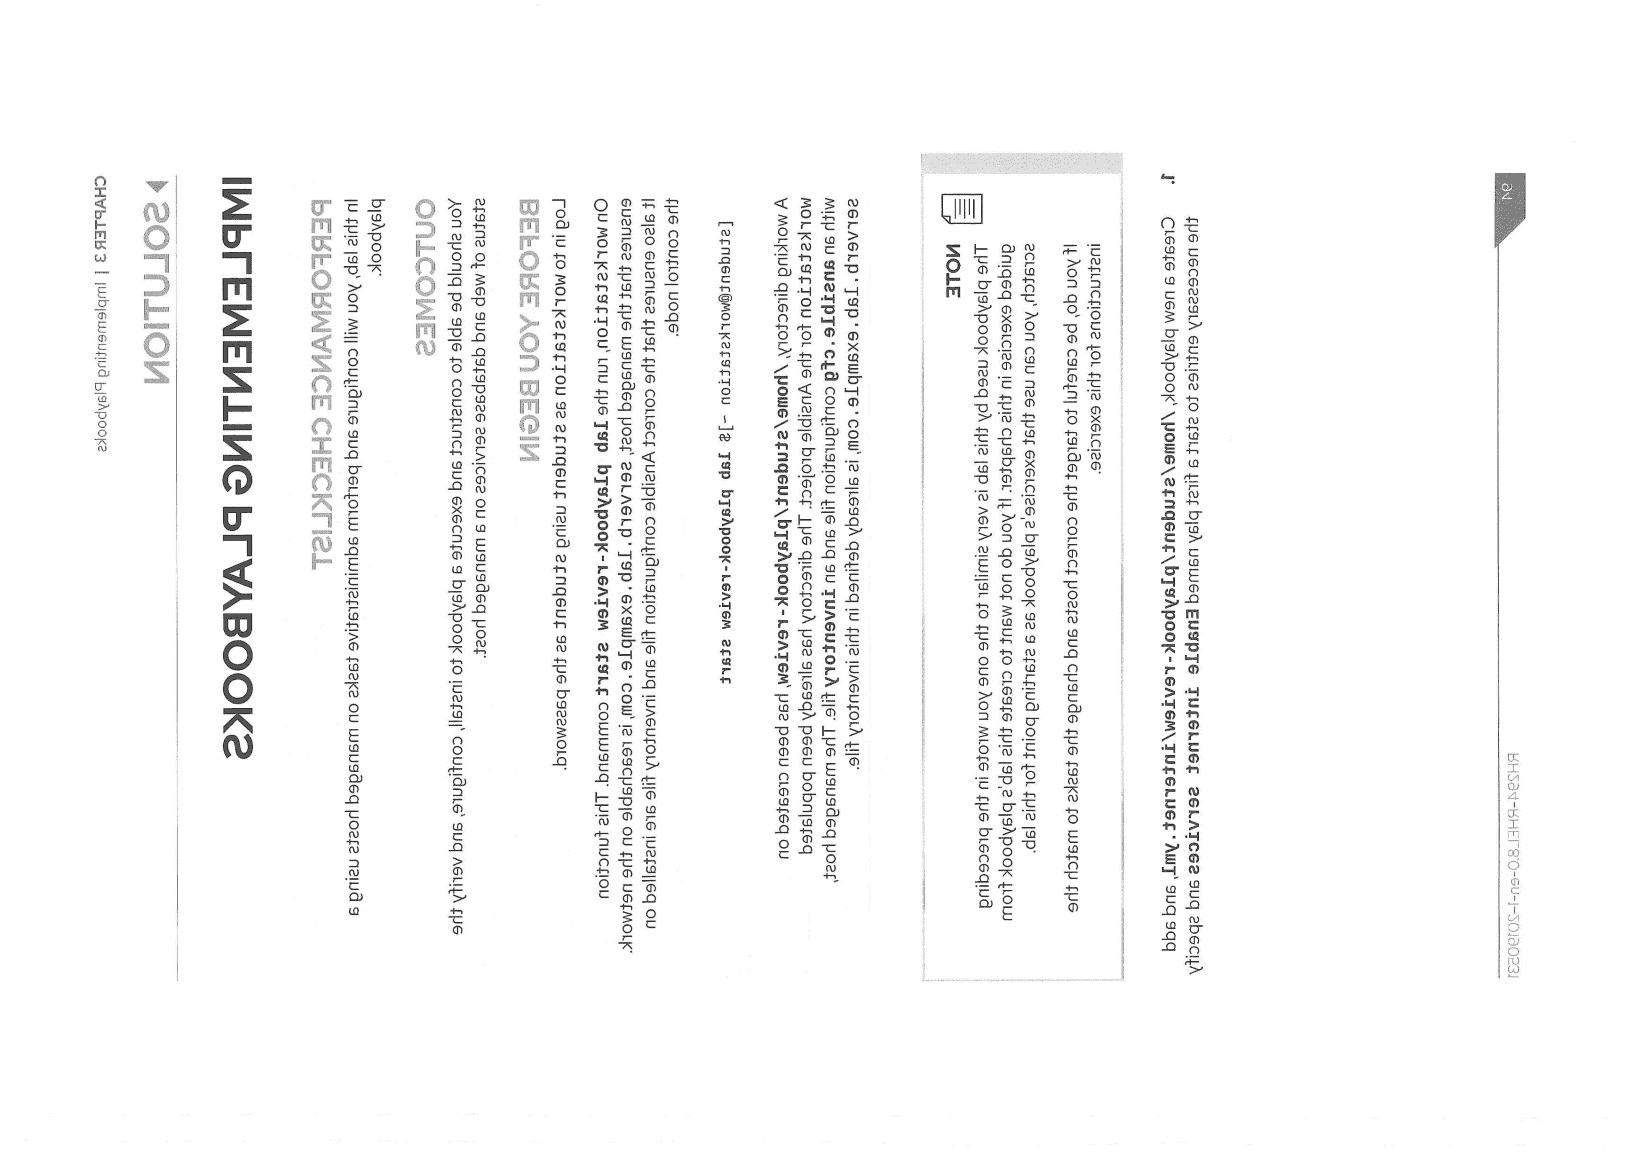 CHAPTER 3 | Implementing Playbooks
▶ SOLUTION
IMPLEMENTING PLAYBOOKS
PERFORMANCE CHECKLIST
In this lab, you will configure and perform administrative tasks on managed hosts using a
playbook.
OUTCOMES
You should be able to construct and execute a playbook to install, configure, and verify the
status of web and database services on a managed host.
BEFORE YOU BEGIN
Log in to workstation as student using student as the password.
On workstation, run the lab playbook-review start command. This function
ensures that the managed host, serverb.lab.example.com, is reachable on the network.
It also ensures that the correct Ansible configuration file and inventory file are installed on
the control node.
[student@workstation ~]$ lab playbook-review start
A working directory, /home/student/playbook-review, has been created on
workstation for the Ansible project. The directory has already been populated
with an ansible.cfg configuration file and an inventory file. The managed host,
serverb.lab.example.com, is already defined in this inventory file.
NOTE
The playbook used by this lab is very similar to the one you wrote in the preceding
guided exercise in this chapter. If you do not want to create this lab's playbook from
scratch, you can use that exercise's playbook as a starting point for this lab.
If you do, be careful to target the correct hosts and change the tasks to match the
instructions for this exercise.
1. Create a new playbook, /home/student/playbook-review/internet.yml, and add
the necessary entries to start a first play named Enable internet services and specify
94
RH294-RHEL8.0-en-1-20190531